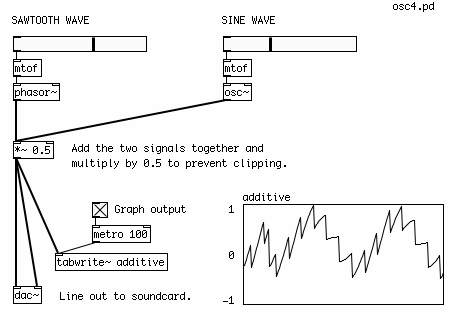 osc4.pd
SAWTOOTH WAVE
SINE WAVE
mtof
mtof
phasor~
osc~
*~ 0.5
Add the two signals together and
multiply by 0.5 to prevent clipping.
Graph output
metro 100
tabwrite~ additive
dac~
Line out to soundcard.
additive
1
0
-1